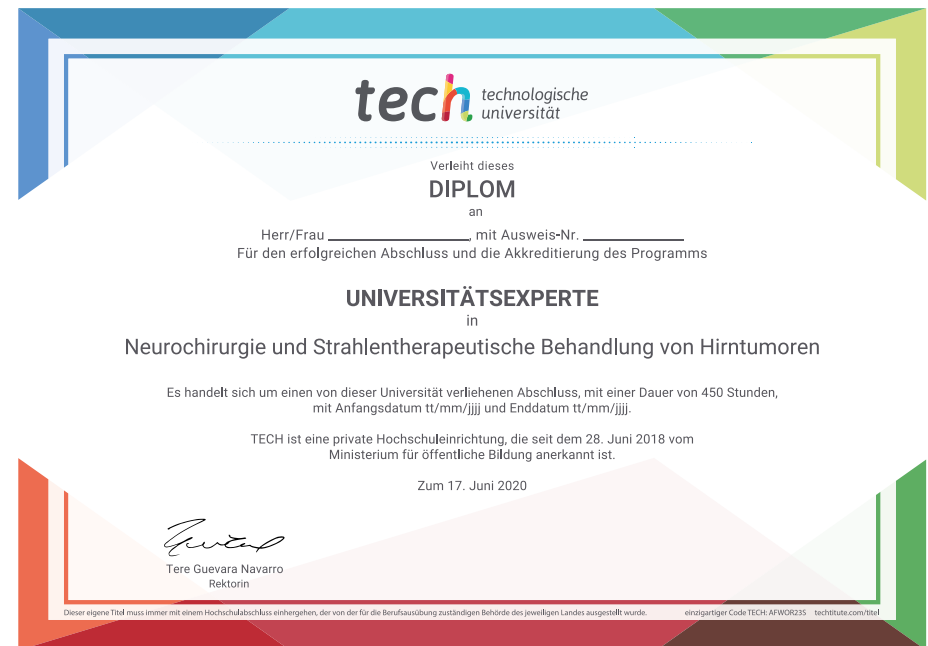 tech technologische
universität
Verleiht dieses
DIPLOM
an
Herr/Frau ____________________, mit Ausweis-Nr. ______________
Für den erfolgreichen Abschluss und die Akkreditierung des Programms
UNIVERSITÄTSEXPERTE
in
Neurochirurgie und Strahlentherapeutische Behandlung von Hirntumoren
Es handelt sich um einen von dieser Universität verliehenen Abschluss, mit einer Dauer von 450 Stunden,
mit Anfangsdatum tt/mm/jjjj und Enddatum tt/mm/jjjj.
TECH ist eine private Hochschuleinrichtung, die seit dem 28. Juni 2018 vom
Ministerium für öffentliche Bildung anerkannt ist.
Zum 17. Juni 2020
Tere Guevara Navarro
Rektorin
Dieser eigene Titel muss immer mit einem Hochschulabschluss einhergehen, der von der für die Berufsausübung zuständigen Behörde des jeweiligen Landes ausgestellt wurde. einzigartiger Code TECH: AFWOR23S techtitute.com/titel